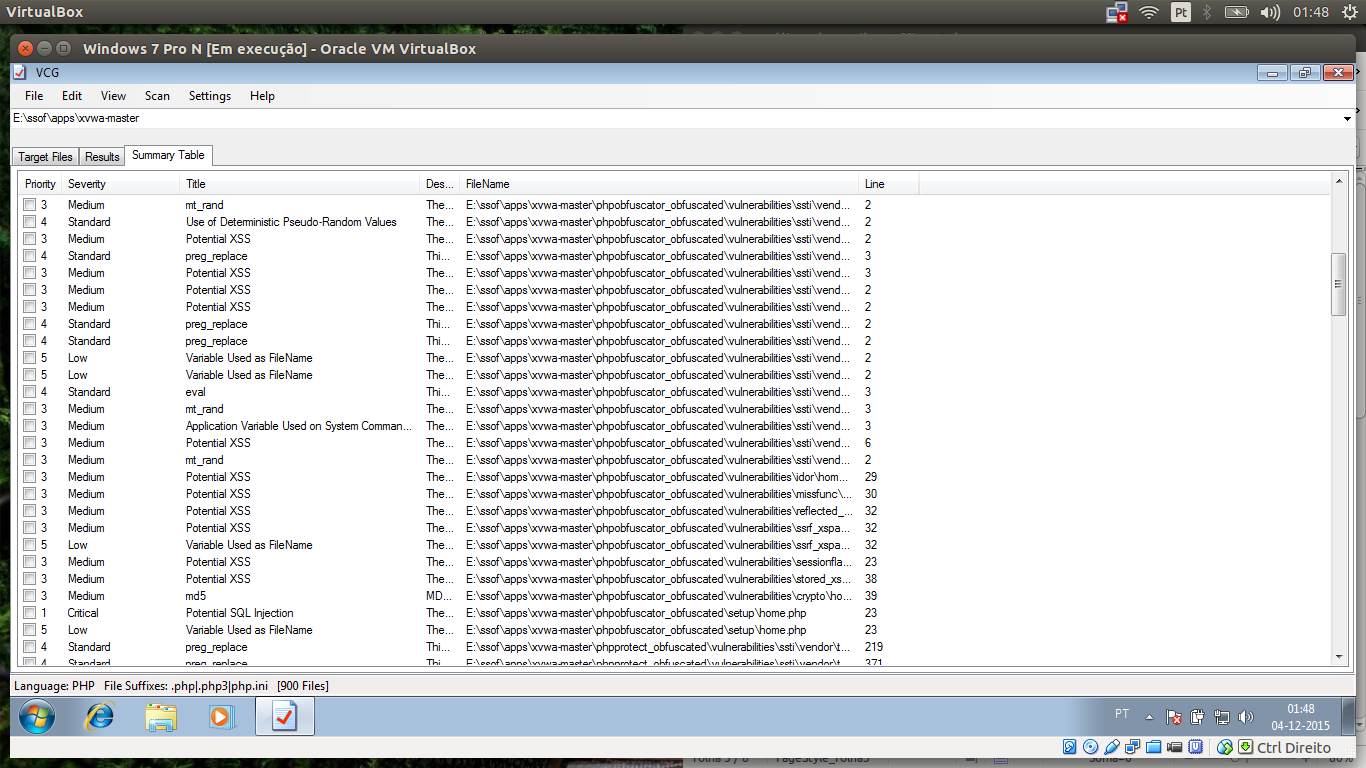 VirtualBox Pt 01:48
Windows 7 Pro N [Em execução] - Oracle VM VirtualBox
VCG
File Edit View Scan Settings Help
E:\ssof\apps\xvwa-master
Target Files Results Summary Table
Priority Severity Title Des... FileName Line
3 Medium mt_rand The... E:\ssof\apps\xvwa-master\phpobfuscator_obfuscated\vulnerabilities\ssti\vend... 2
4 Standard Use of Deterministic Pseudo-Random Values The... E:\ssof\apps\xvwa-master\phpobfuscator_obfuscated\vulnerabilities\ssti\vend... 2
3 Medium Potential XSS The... E:\ssof\apps\xvwa-master\phpobfuscator_obfuscated\vulnerabilities\ssti\vend... 2
4 Standard preg_replace Thi... E:\ssof\apps\xvwa-master\phpobfuscator_obfuscated\vulnerabilities\ssti\vend... 3
3 Medium Potential XSS The... E:\ssof\apps\xvwa-master\phpobfuscator_obfuscated\vulnerabilities\ssti\vend... 3
3 Medium Potential XSS The... E:\ssof\apps\xvwa-master\phpobfuscator_obfuscated\vulnerabilities\ssti\vend... 2
3 Medium Potential XSS The... E:\ssof\apps\xvwa-master\phpobfuscator_obfuscated\vulnerabilities\ssti\vend... 2
4 Standard preg_replace Thi... E:\ssof\apps\xvwa-master\phpobfuscator_obfuscated\vulnerabilities\ssti\vend... 2
4 Standard preg_replace Thi... E:\ssof\apps\xvwa-master\phpobfuscator_obfuscated\vulnerabilities\ssti\vend... 2
5 Low Variable Used as FileName The... E:\ssof\apps\xvwa-master\phpobfuscator_obfuscated\vulnerabilities\ssti\vend... 2
5 Low Variable Used as FileName The... E:\ssof\apps\xvwa-master\phpobfuscator_obfuscated\vulnerabilities\ssti\vend... 2
4 Standard eval Thi... E:\ssof\apps\xvwa-master\phpobfuscator_obfuscated\vulnerabilities\ssti\vend... 3
3 Medium mt_rand The... E:\ssof\apps\xvwa-master\phpobfuscator_obfuscated\vulnerabilities\ssti\vend... 3
3 Medium Application Variable Used on System Comman... The... E:\ssof\apps\xvwa-master\phpobfuscator_obfuscated\vulnerabilities\ssti\vend... 3
3 Medium Potential XSS The... E:\ssof\apps\xvwa-master\phpobfuscator_obfuscated\vulnerabilities\ssti\vend... 6
3 Medium mt_rand The... E:\ssof\apps\xvwa-master\phpobfuscator_obfuscated\vulnerabilities\ssti\vend... 2
3 Medium Potential XSS The... E:\ssof\apps\xvwa-master\phpobfuscator_obfuscated\vulnerabilities\idor\hom... 29
3 Medium Potential XSS The... E:\ssof\apps\xvwa-master\phpobfuscator_obfuscated\vulnerabilities\missfunc\... 30
3 Medium Potential XSS The... E:\ssof\apps\xvwa-master\phpobfuscator_obfuscated\vulnerabilities\reflected_... 32
3 Medium Potential XSS The... E:\ssof\apps\xvwa-master\phpobfuscator_obfuscated\vulnerabilities\ssrf_xspa... 32
5 Low Variable Used as FileName The... E:\ssof\apps\xvwa-master\phpobfuscator_obfuscated\vulnerabilities\ssrf_xspa... 32
3 Medium Potential XSS The... E:\ssof\apps\xvwa-master\phpobfuscator_obfuscated\vulnerabilities\sessionfla... 23
3 Medium Potential XSS The... E:\ssof\apps\xvwa-master\phpobfuscator_obfuscated\vulnerabilities\stored_xs... 38
3 Medium md5 MD... E:\ssof\apps\xvwa-master\phpobfuscator_obfuscated\vulnerabilities\crypto\ho... 39
1 Critical Potential SQL Injection The... E:\ssof\apps\xvwa-master\phpobfuscator_obfuscated\setup\home.php 23
5 Low Variable Used as FileName The... E:\ssof\apps\xvwa-master\phpobfuscator_obfuscated\setup\home.php 23
4 Standard preg_replace Thi... E:\ssof\apps\xvwa-master\phpprotect_obfuscated\vulnerabilities\ssti\vendor\t... 219
4 Standard preg_replace Thi... E:\ssof\apps\xvwa-master\phpprotect_obfuscated\vulnerabilities\ssti\vendor\t... 371
Language: PHP File Suffixes: .php|.php3|php.ini [900 Files]
PT 01:48
04-12-2015
Ctrl Direito